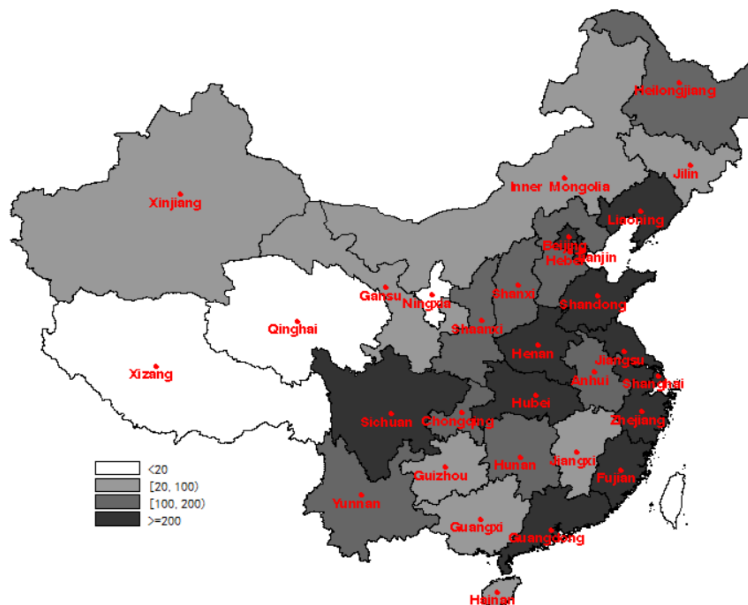 Heilongjiang
Jilin
Inner Mongolia
Xinjiang
Liaoning
Beijing
Tianjin
Hebei
Gansu
Ningxia
Shanxi
Shandong
Qinghai
Shaanxi
Henan
Jiangsu
Xizang
Anhui
Shanghai
Hubei
Zhejiang
Sichuan
Chongqing
Hunan
Jiangxi
Guizhou
Fujian
<20
[20, 100)
[100, 200)
>=200
Yunnan
Guangxi
Guangdong
Hainan